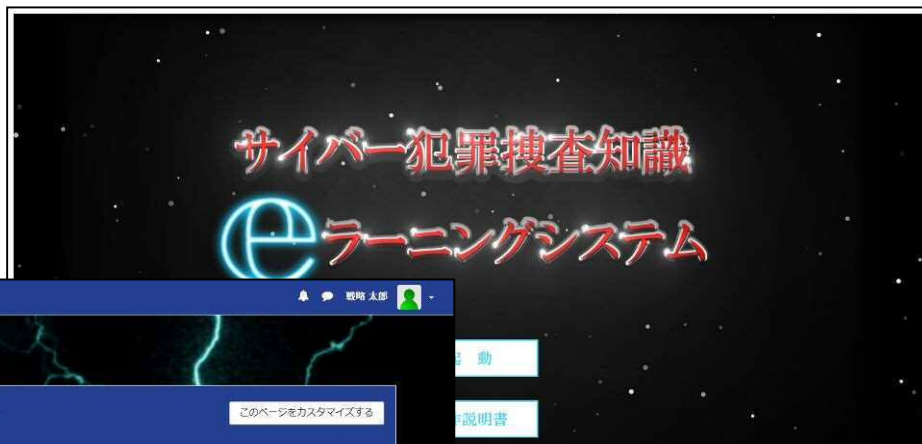 サイバー犯罪捜査知識
eラーニングシステム
戦略 太郎
動
説明書
このページをカスタマイズする